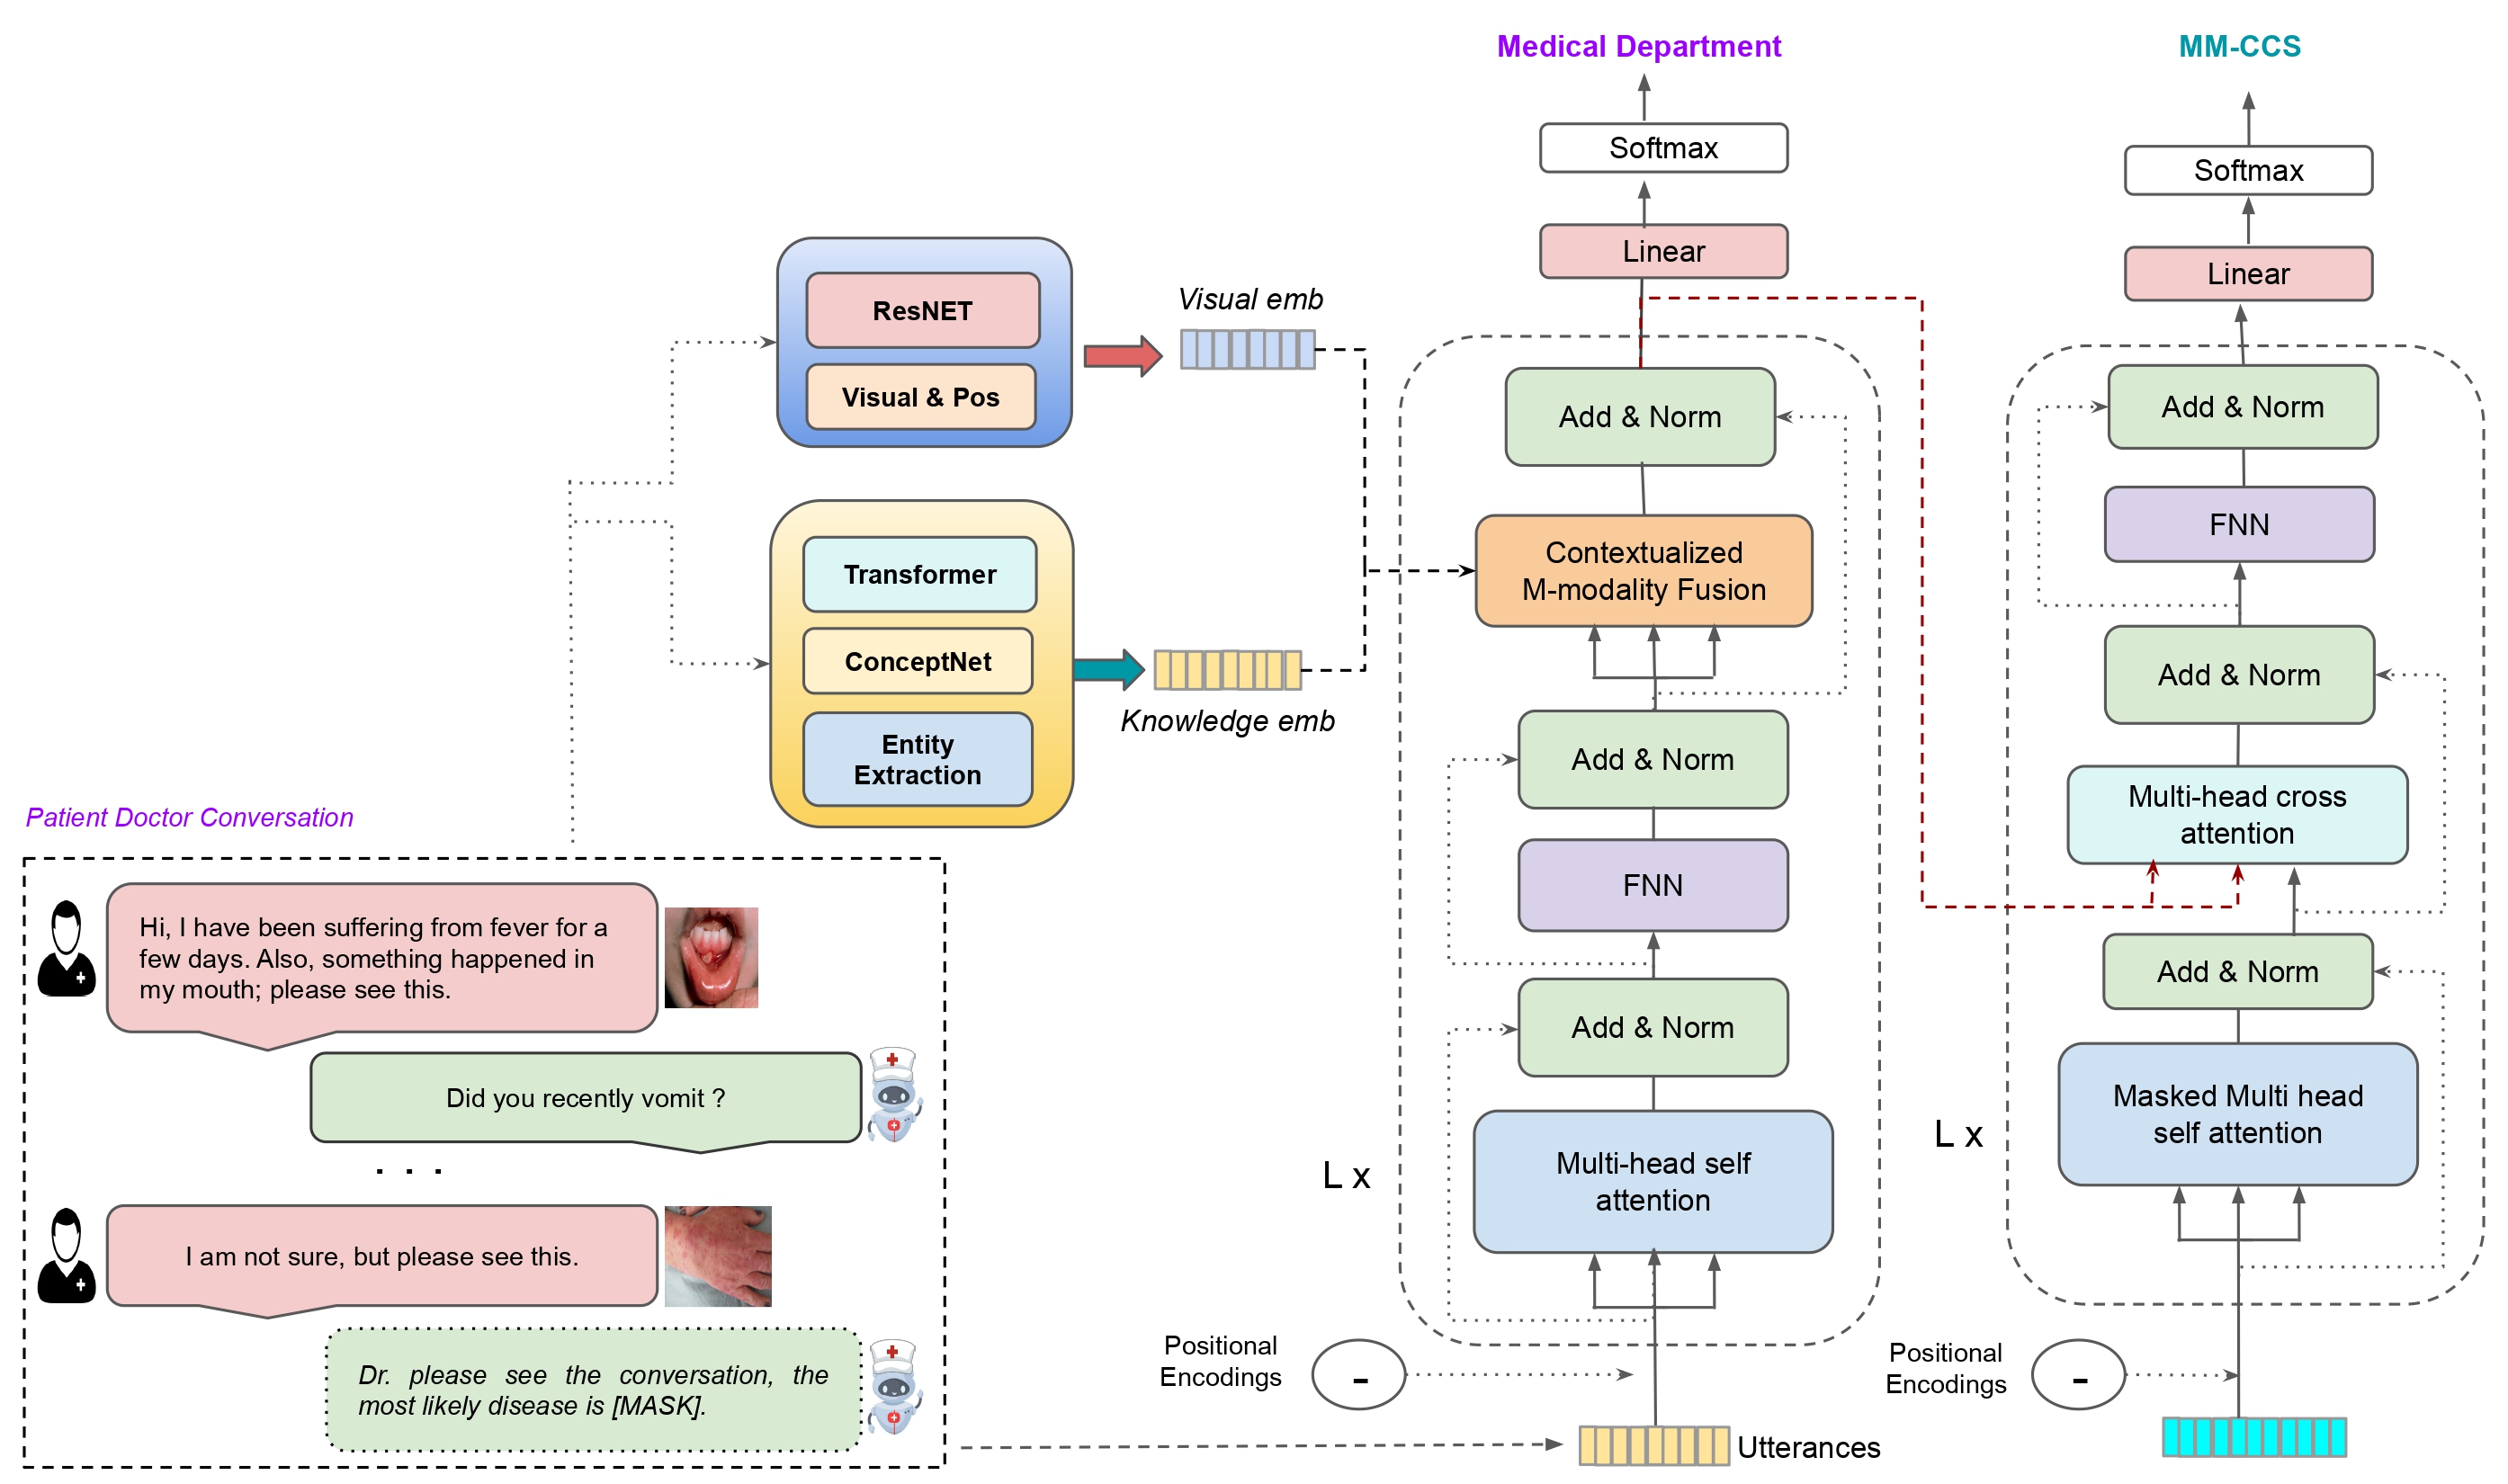 Medical Department
MM-CCS
Softmax
Softmax
Linear
Linear
ResNET
Visual & Pos
Visual emb
Add & Norm
Add & Norm
FNN
Contextualized
M-modality Fusion
Transformer
ConceptNet
Entity
Extraction
Knowledge emb
Add & Norm
Add & Norm
Multi-head cross
attention
FNN
Add & Norm
Add & Norm
Masked Multi head
self attention
L x
Multi-head self
attention
L x
Patient Doctor Conversation
Hi, I have been suffering from fever for a
few days. Also, something happened in
my mouth; please see this.
Did you recently vomit ?
. . .
I am not sure, but please see this.
Dr. please see the conversation, the
most likely disease is [MASK].
Positional
Encodings
-
Positional
Encodings
-
Utterances